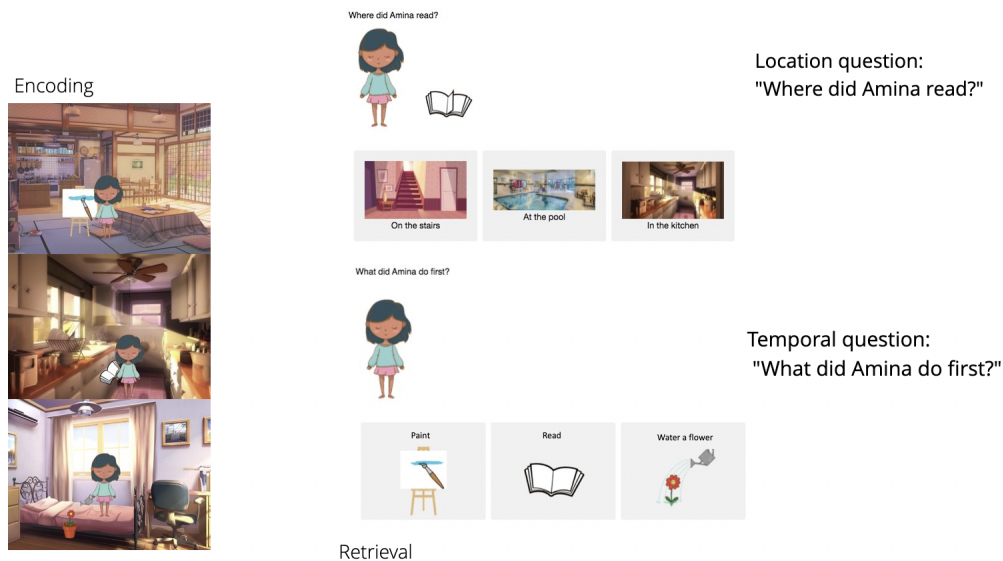 Encoding
Where did Amina read?
On the stairs
At the pool
In the kitchen
Location question:
"Where did Amina read?"
What did Amina do first?
Paint
Read
Water a flower
Temporal question:
"What did Amina do first?"
Retrieval